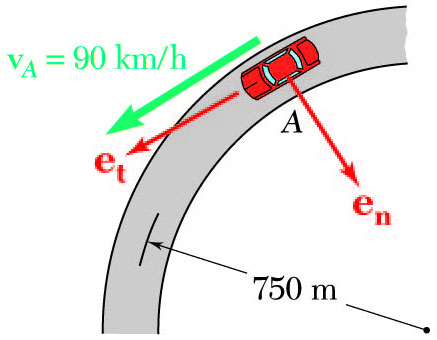 v_A = 90 km/h
A
e_t
e_n
750 m